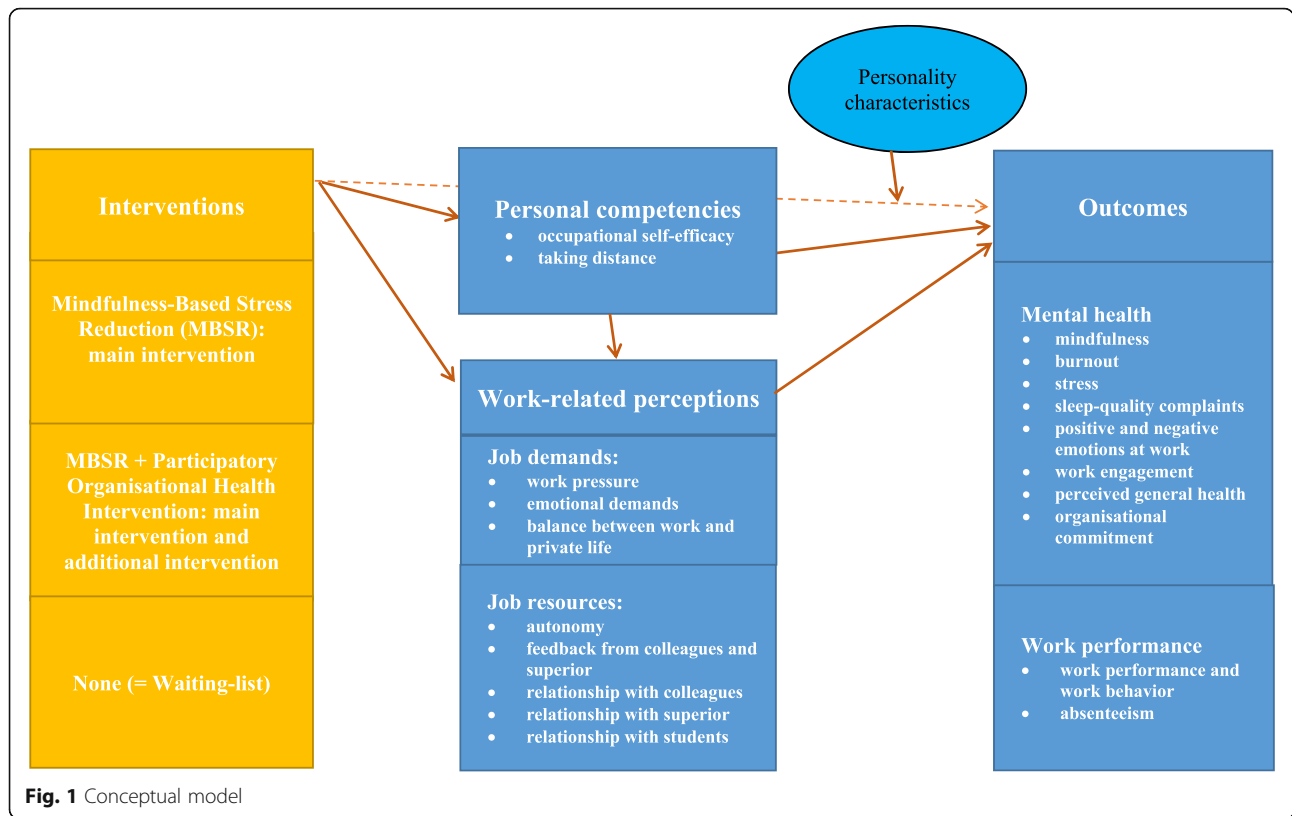 Personality
characteristics
Interventions
Mindfulness-Based Stress
Reduction (MBSR):
main intervention
MBSR + Participatory
Organisational Health
Intervention: main
intervention and
additional intervention
None (= Waiting-list)
Personal competencies
• occupational self-efficacy
• taking distance
Work-related perceptions
Job demands:
• work pressure
• emotional demands
• balance between work and
private life
Job resources:
• autonomy
• feedback from colleagues and
superior
• relationship with colleagues
• relationship with superior
• relationship with students
Outcomes
Mental health
• mindfulness
• burnout
• stress
• sleep-quality complaints
• positive and negative
emotions at work
• work engagement
• perceived general health
• organisational
commitment
Work performance
• work performance and
work behavior
• absenteeism
Fig. 1 Conceptual model